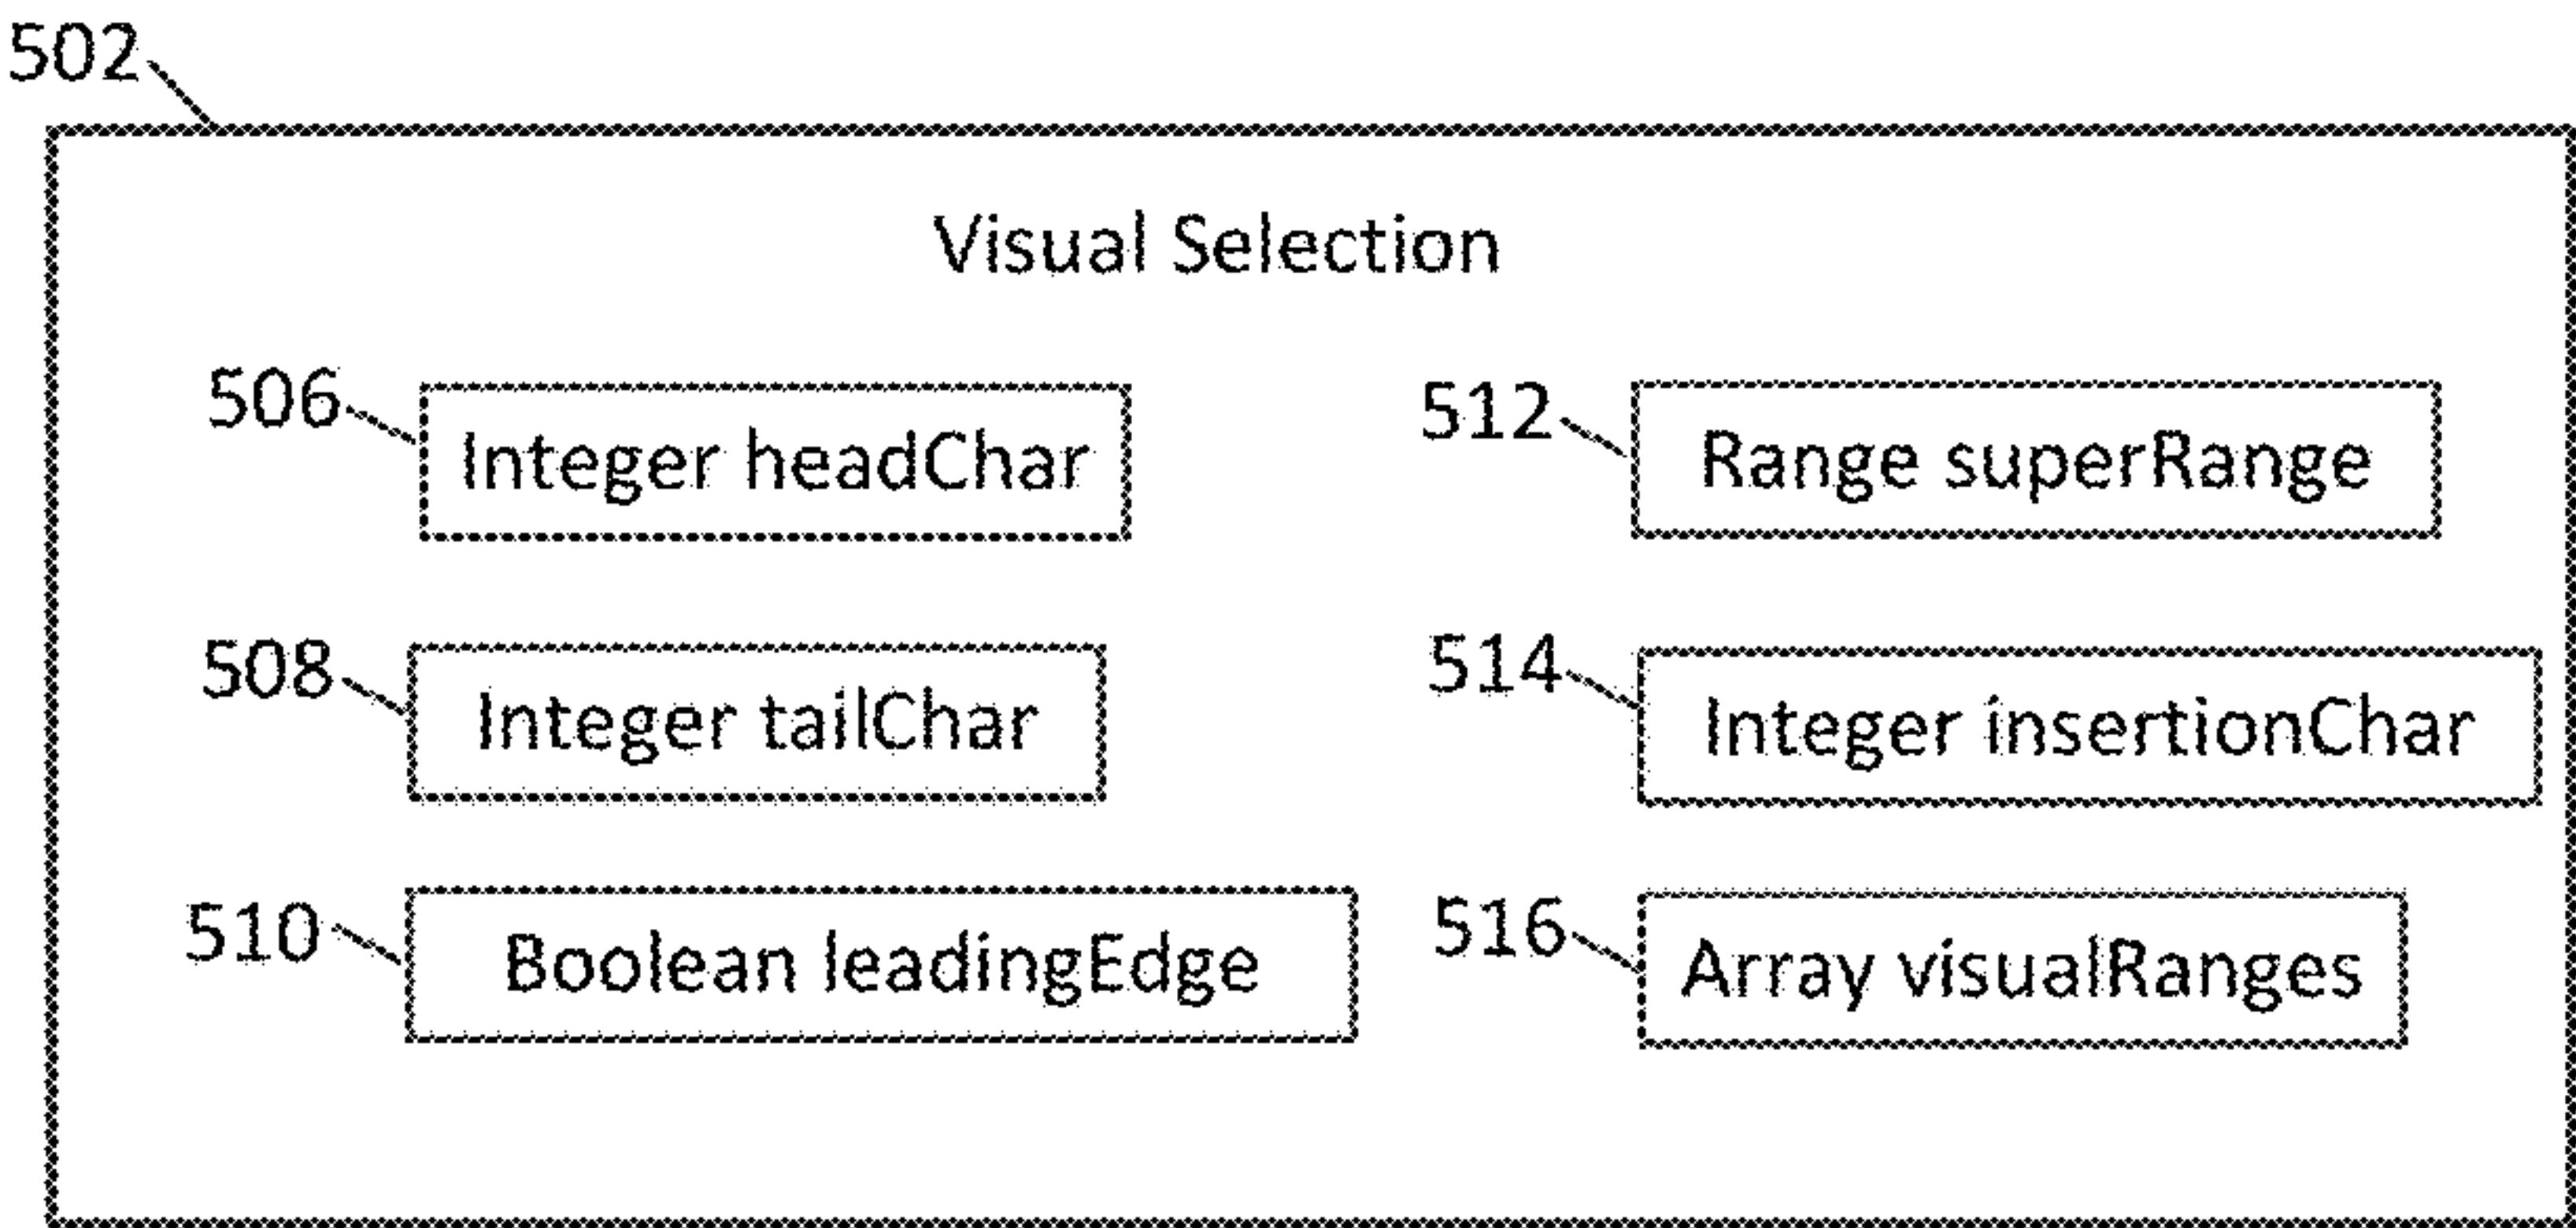 502
Visual Selection
506 Integer headChar
512 Range superRange
508 Integer tailChar
514 Integer insertionChar
510 Boolean leadingEdge
516 Array visualRanges